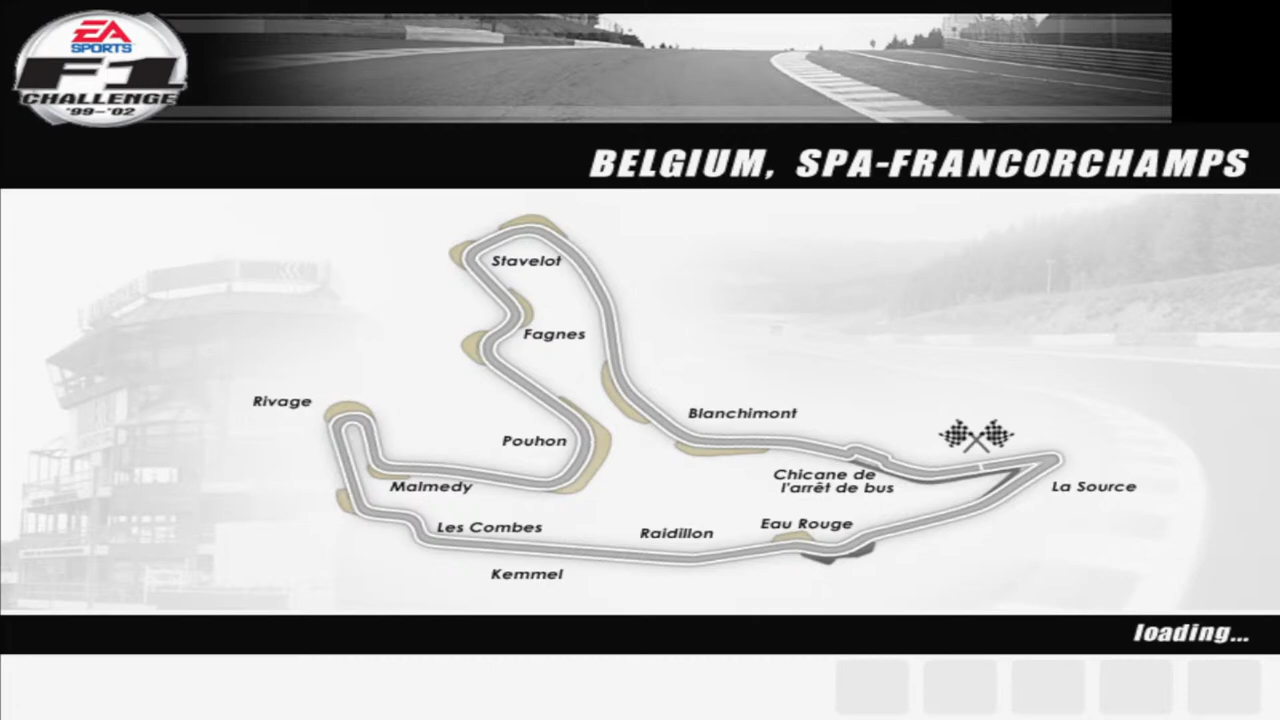 EA
SPORTS
F1
CHALLENGE
'99–'02
BELGIUM, SPA-FRANCORCHAMPS
Stavelot
Fagnes
Rivage
Blanchimont
Pouhon
Chicane de
l'arrêt de bus
Malmedy
La Source
Les Combes
Raidillon
Eau Rouge
Kemmel
loading...